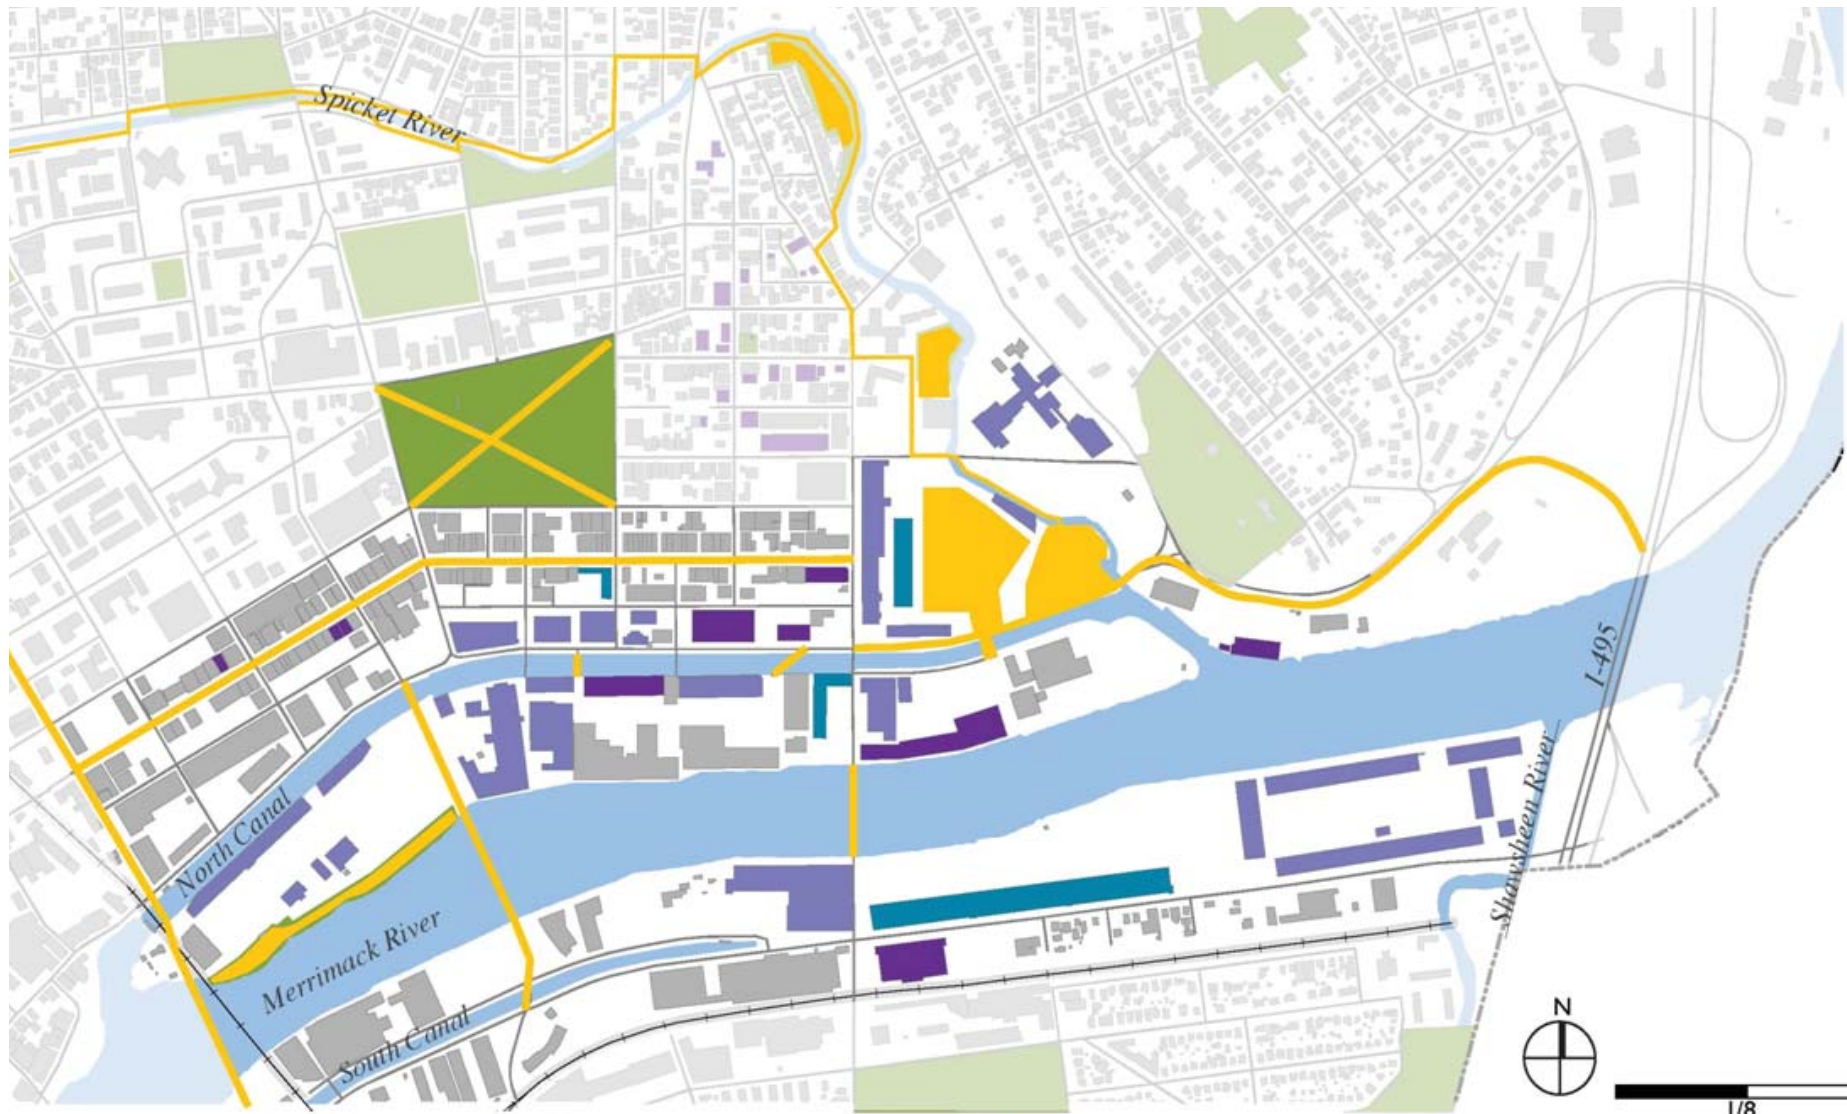 Spicket River
I-495
North Canal
Shawsheen River
Merrimack River
South Canal
N
1/8